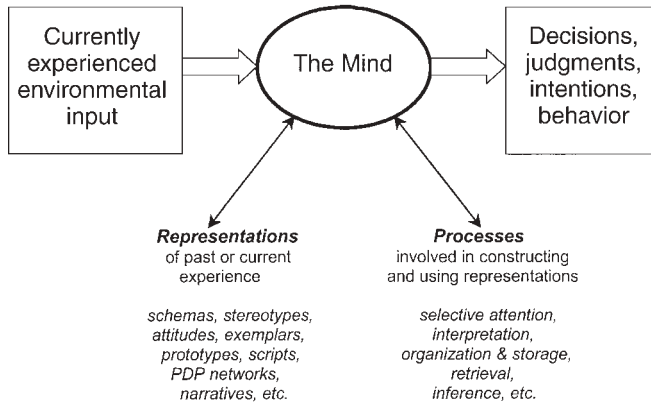 Currently
experienced
environmental
input
The Mind
Decisions,
judgments,
intentions,
behavior
Representations
of past or current
experience
schemas, stereotypes,
attitudes, exemplars,
prototypes, scripts,
PDP networks,
narratives, etc.
Processes
involved in constructing
and using representations
selective attention,
interpretation,
organization & storage,
retrieval,
inference, etc.